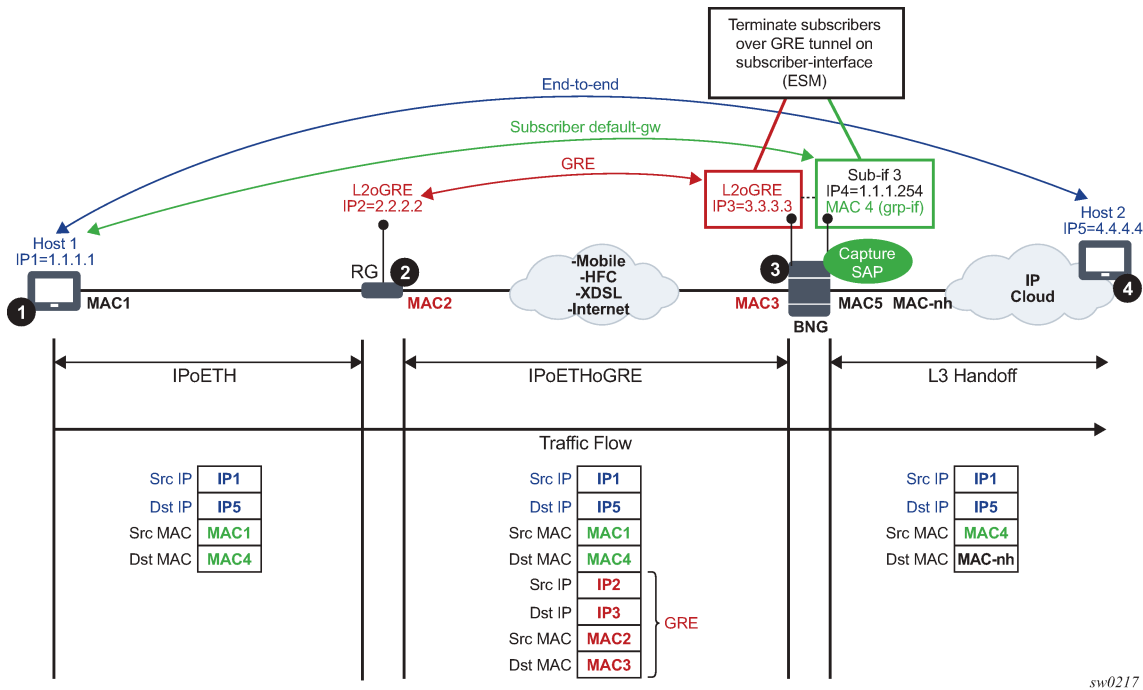 Terminate subscribers
over GRE tunnel on
subscriber-interface
(ESM)
End-to-end
Subscriber default-gw
GRE
L2oGRE
IP2=2.2.2.2
L2oGRE
IP3=3.3.3.3
Sub-if 3
IP4=1.1.1.254
MAC 4 (grp-if)
Host 1
IP1=1.1.1.1
Host 2
IP5=4.4.4.4
Capture
SAP
RG
1
2
3
4
-Mobile
-HFC
-XDSL
-Internet
IP
Cloud
MAC1
MAC2
MAC3
MAC5
MAC-nh
BNG
IPoETH
IPoETHoGRE
L3 Handoff
Traffic Flow
Src IP IP1
Dst IP IP5
Src MAC MAC1
Dst MAC MAC4
Src IP IP1
Dst IP IP5
Src MAC MAC1
Dst MAC MAC4
Src IP IP2
Dst IP IP3
Src MAC MAC2
Dst MAC MAC3
GRE
Src IP IP1
Dst IP IP5
Src MAC MAC4
Dst MAC MAC-nh
sw0217